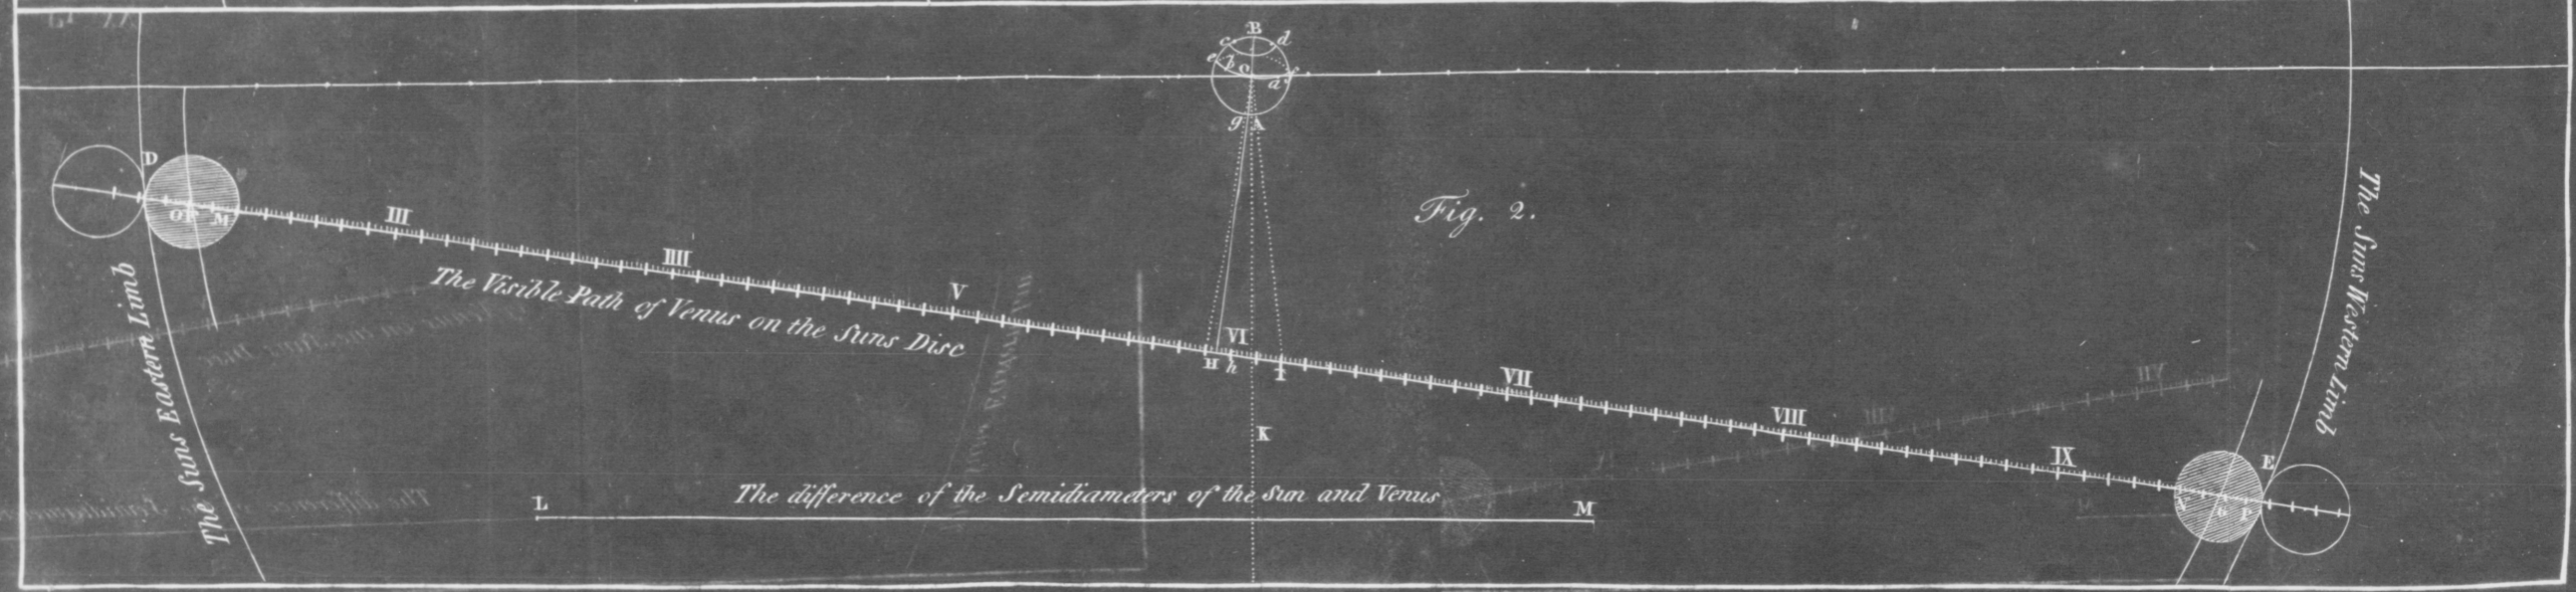 B
c d
e b o f
a
g A
D
OF M
III
IIII
V
VI
VII
VIII
IX
The Visible Path of Venus on the Suns Disc
H h I
Fig. 2.
K
The Suns Eastern Limb
The Suns Western Limb
The difference of the Semidiameters of the Sun and Venus
L M
E
G P